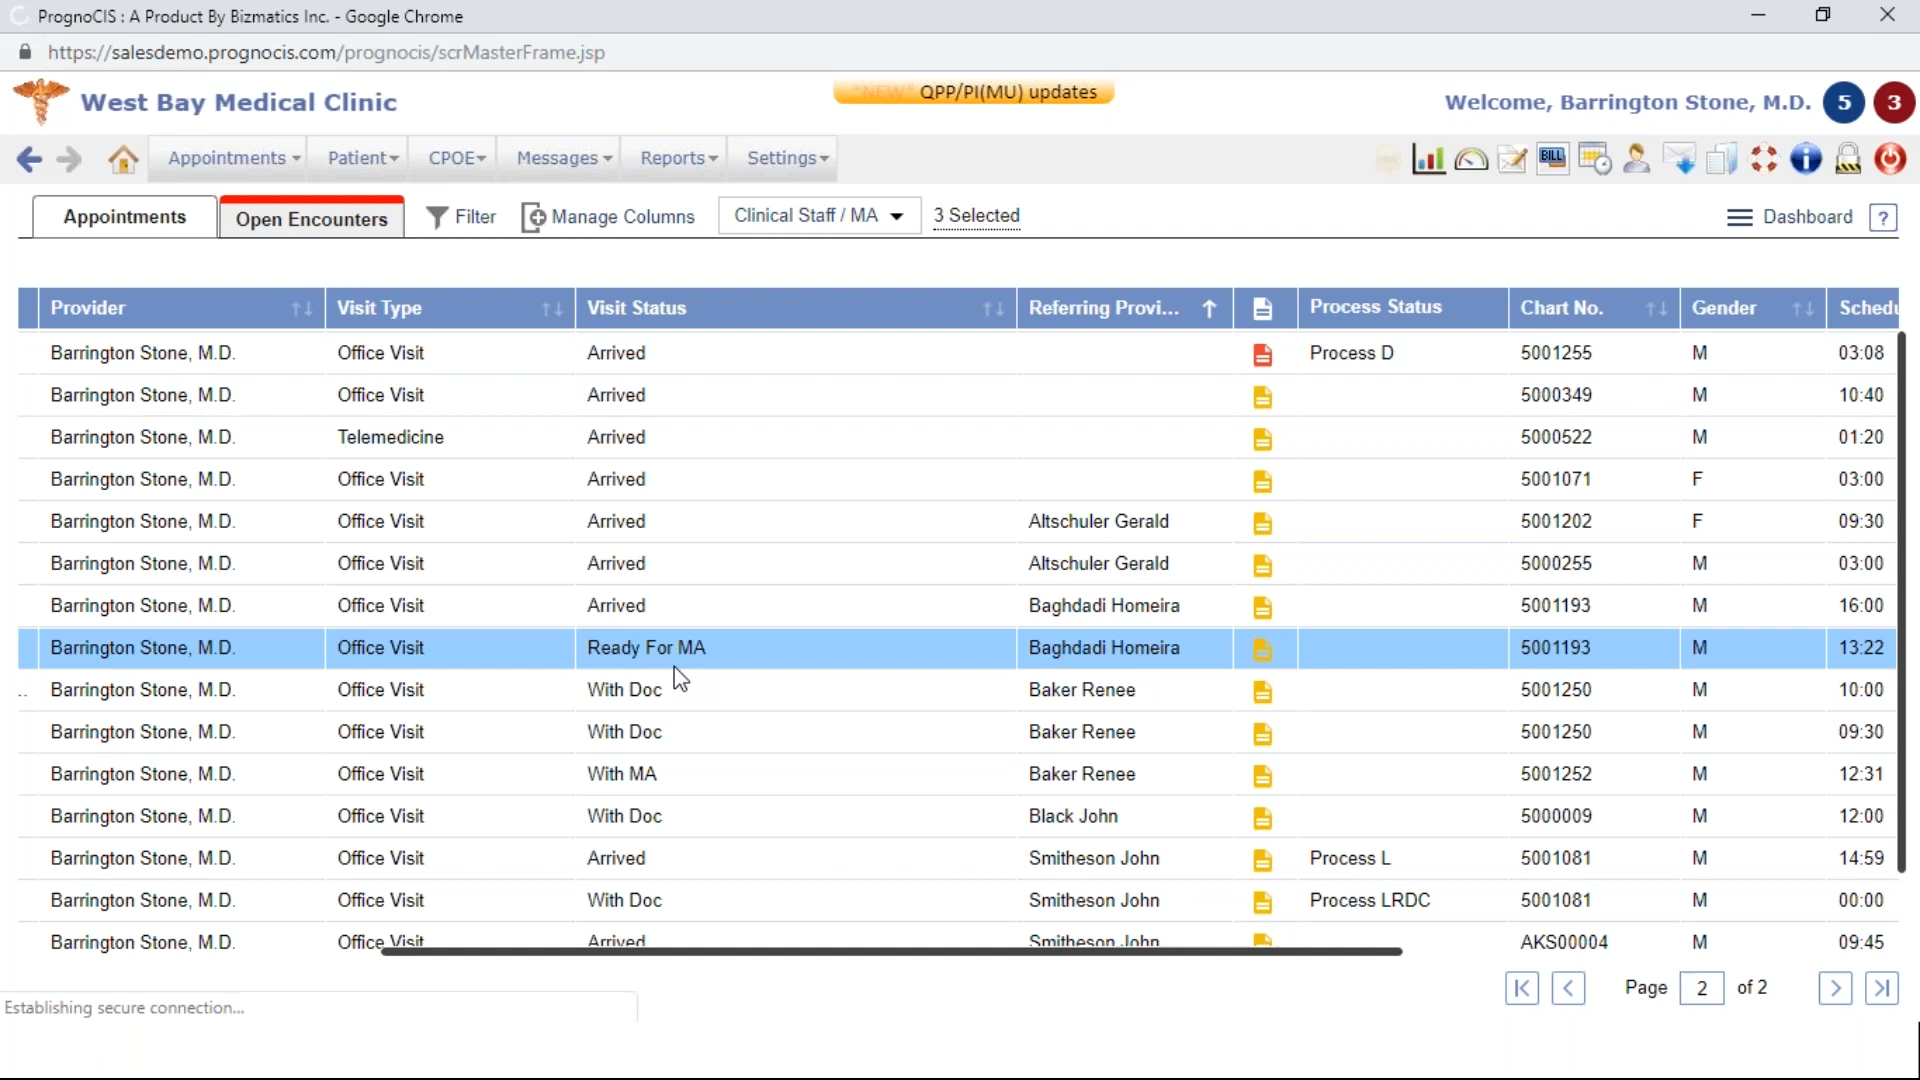 PrognoCIS : A Product By Bizmatics Inc. - Google Chrome
https://salesdemo.prognocis.com/prognocis/scrMasterFrame.jsp
West Bay Medical Clinic
*NEW* QPP/PI(MU) updates
Welcome, Barrington Stone, M.D. 5 3
Appointments Patient CPOE Messages Reports Settings BILL
Appointments Open Encounters Filter Manage Columns Clinical Staff / MA 3 Selected Dashboard ?
Provider Visit Type Visit Status Referring Provi... Process Status Chart No. Gender Schedu
Barrington Stone, M.D. Office Visit Arrived Process D 5001255 M 03:08
Barrington Stone, M.D. Office Visit Arrived 5000349 M 10:40
Barrington Stone, M.D. Telemedicine Arrived 5000522 M 01:20
Barrington Stone, M.D. Office Visit Arrived 5001071 F 03:00
Barrington Stone, M.D. Office Visit Arrived Altschuler Gerald 5001202 F 09:30
Barrington Stone, M.D. Office Visit Arrived Altschuler Gerald 5000255 M 03:00
Barrington Stone, M.D. Office Visit Arrived Baghdadi Homeira 5001193 M 16:00
Barrington Stone, M.D. Office Visit Ready For MA Baghdadi Homeira 5001193 M 13:22
.. Barrington Stone, M.D. Office Visit With Doc Baker Renee 5001250 M 10:00
Barrington Stone, M.D. Office Visit With Doc Baker Renee 5001250 M 09:30
Barrington Stone, M.D. Office Visit With MA Baker Renee 5001252 M 12:31
Barrington Stone, M.D. Office Visit With Doc Black John 5000009 M 12:00
Barrington Stone, M.D. Office Visit Arrived Smitheson John Process L 5001081 M 14:59
Barrington Stone, M.D. Office Visit With Doc Smitheson John Process LRDC 5001081 M 00:00
Barrington Stone, M.D. Office Visit Arrived Smitheson John AKS00004 M 09:45
Page 2 of 2
Establishing secure connection...